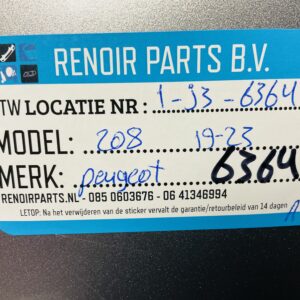 RENOIR PARTS B.V.
TW LOCATIE NR : 1-J3-6364
MODEL: 208 19-23
MERK: peugeot 6364
RENOIRPARTS.NL - 085 0603676 - 06 41346994
LETOP: Na het verwijderen van de sticker vervalt de garantie/retourbeleid van 14 dagen